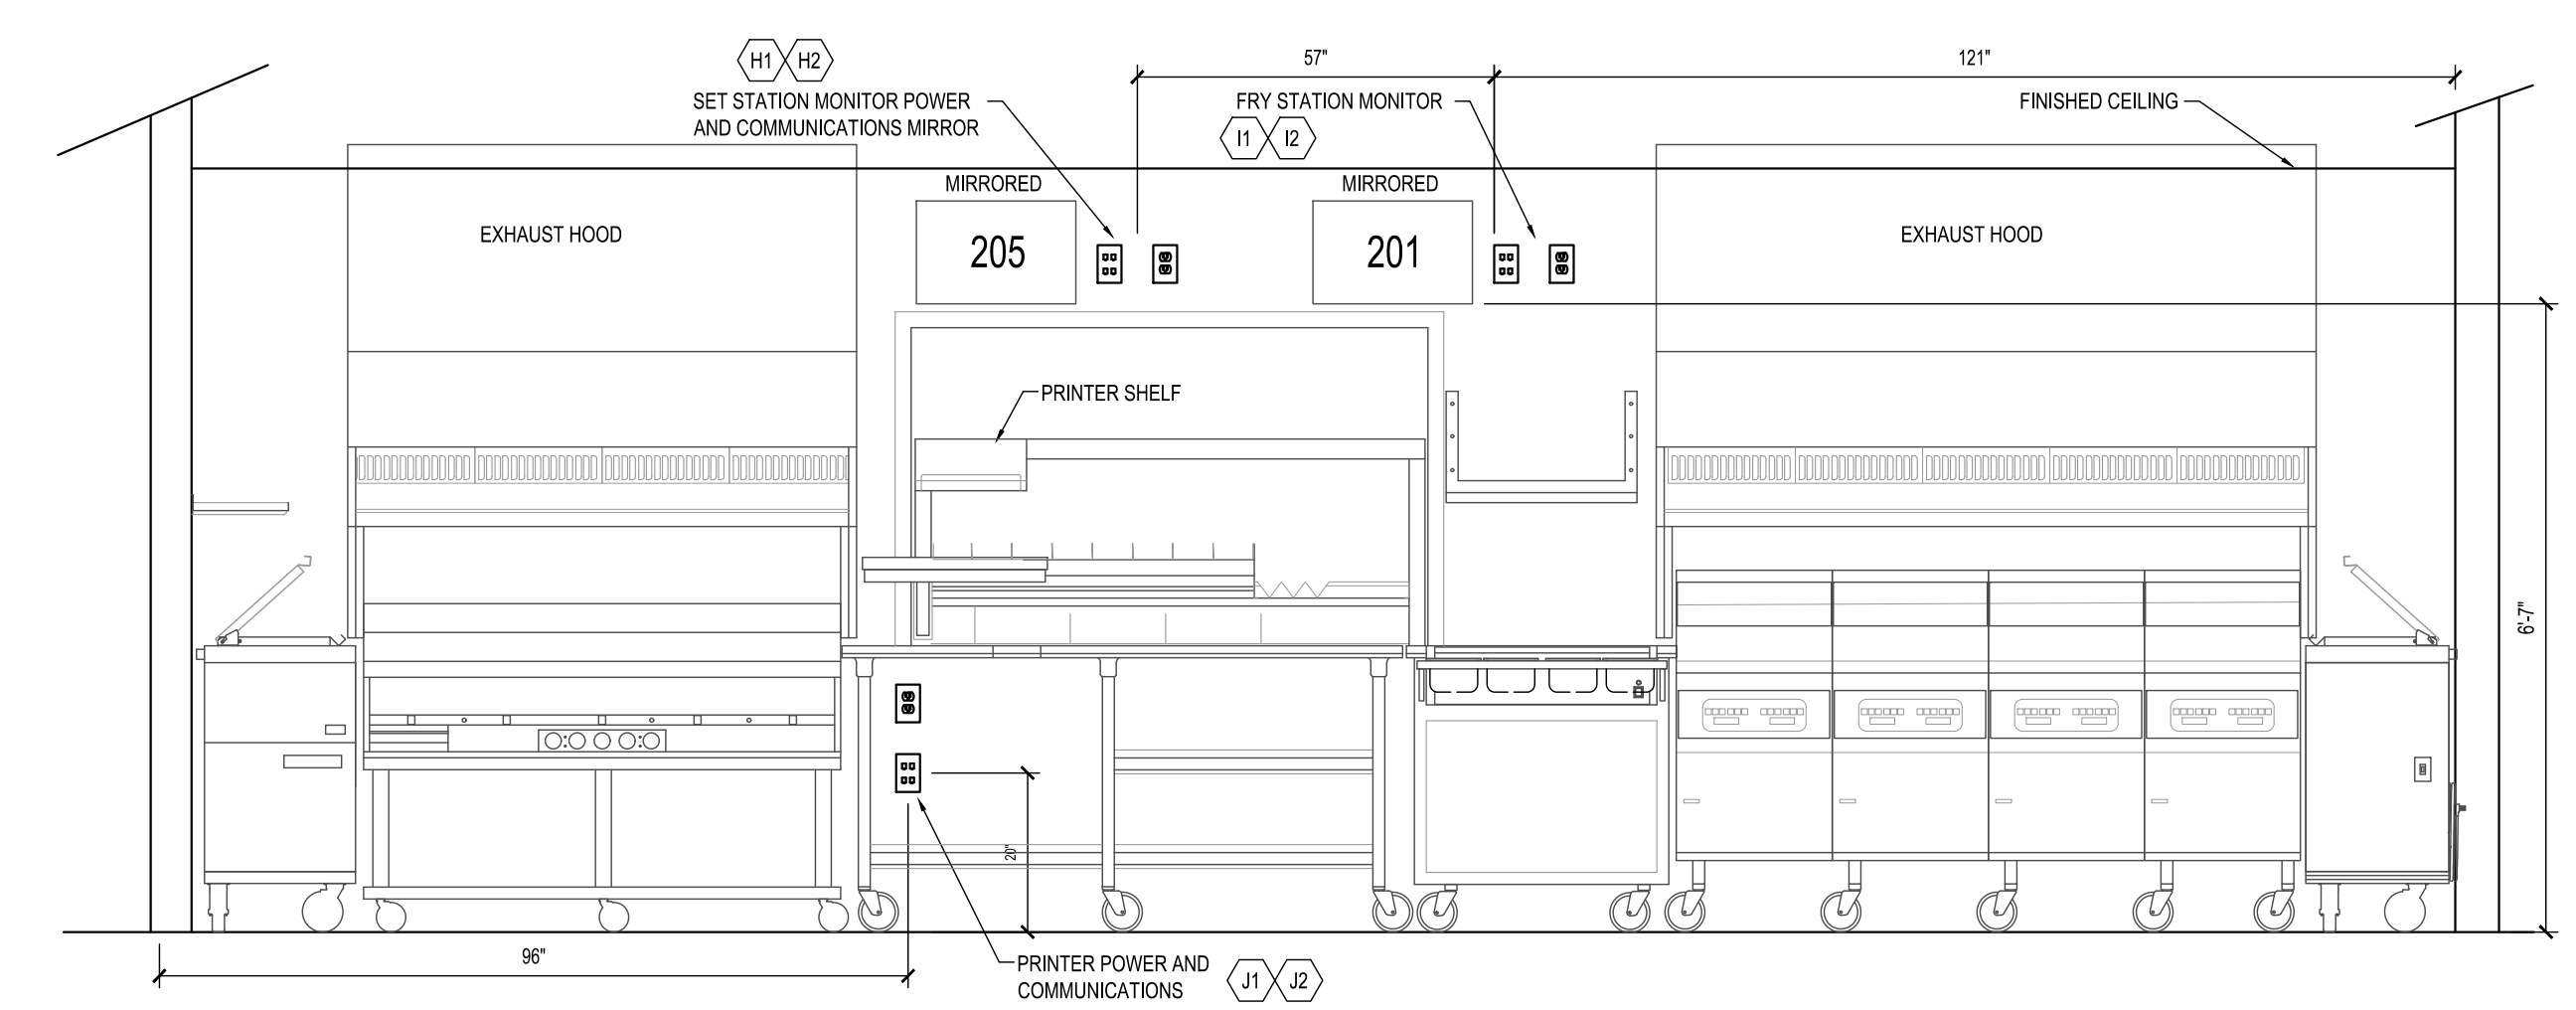 H1 H2
57"
121"
SET STATION MONITOR POWER
AND COMMUNICATIONS MIRROR
FRY STATION MONITOR
I1 I2
FINISHED CEILING
MIRRORED
MIRRORED
EXHAUST HOOD
205
201
EXHAUST HOOD
PRINTER SHELF
6'-7"
20"
96"
PRINTER POWER AND
COMMUNICATIONS
J1 J2